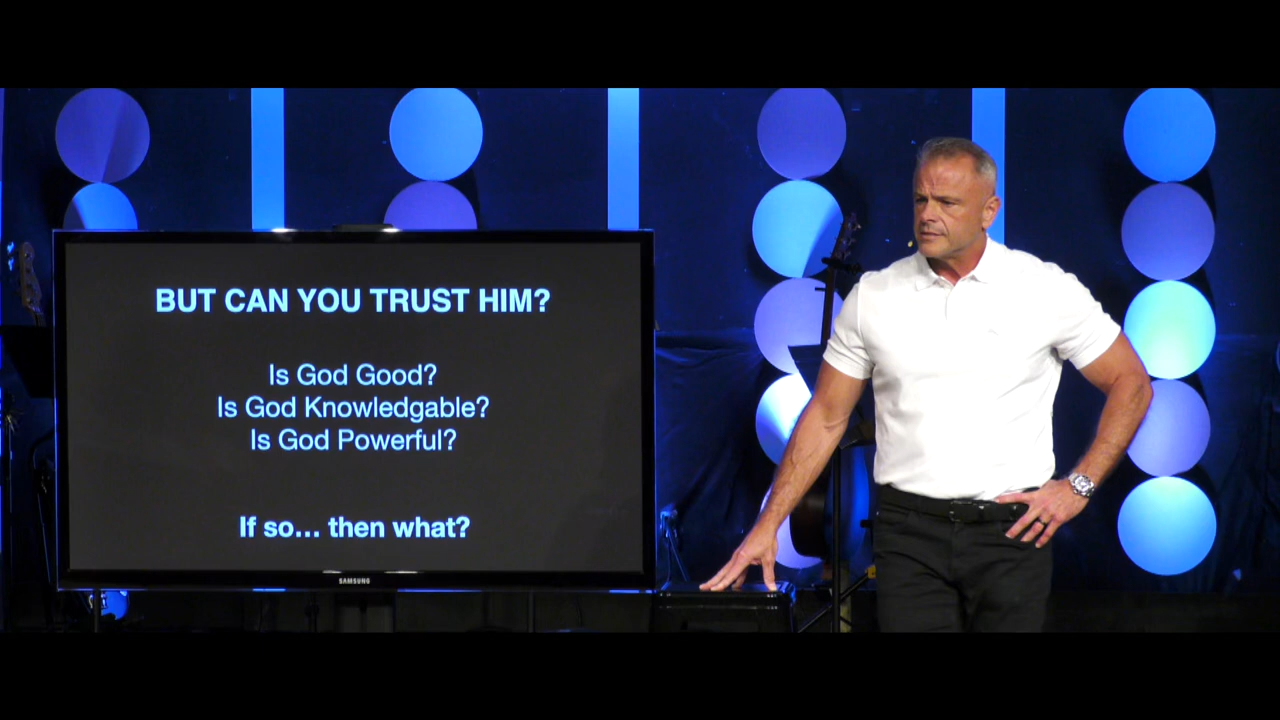 BUT CAN YOU TRUST HIM?
Is God Good?
Is God Knowledgable?
Is God Powerful?
If so... then what?
SAMSUNG